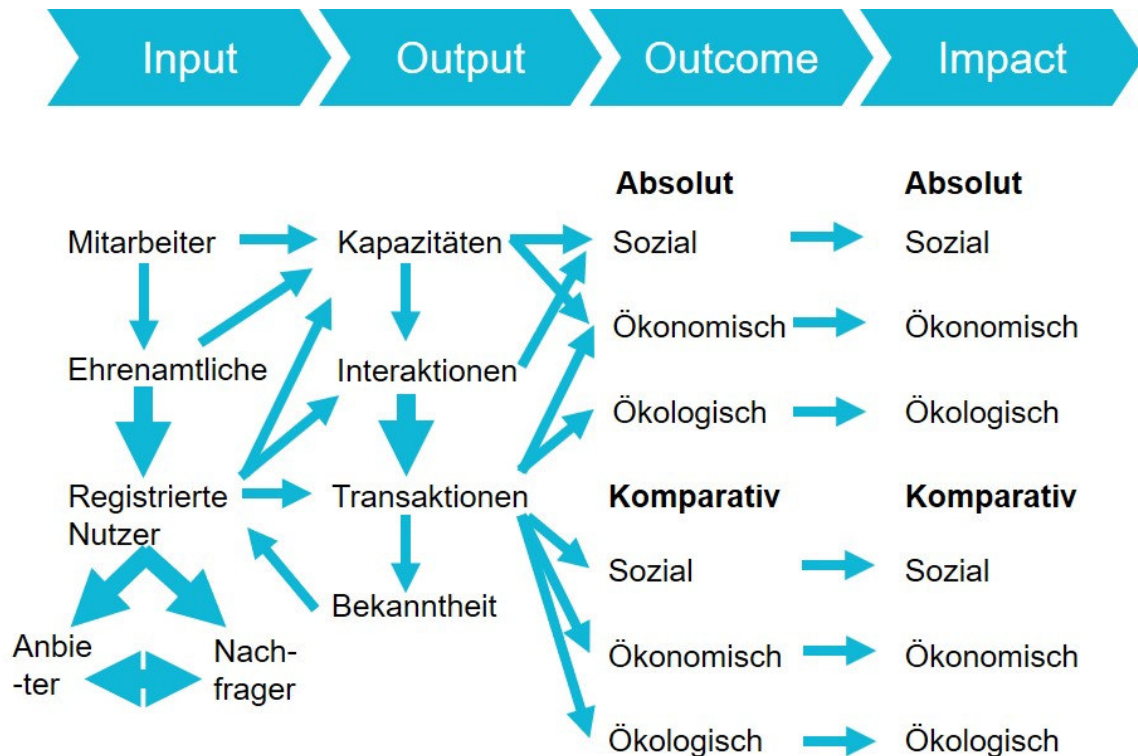 Input
Output
Outcome
Impact
Absolut
Absolut
Mitarbeiter
Kapazitäten
Sozial
Sozial
Ökonomisch
Ökonomisch
Ehrenamtliche
Interaktionen
Ökologisch
Ökologisch
Registrierte
Nutzer
Transaktionen
Komparativ
Komparativ
Sozial
Sozial
Bekanntheit
Anbie
-ter
Nach-
frager
Ökonomisch
Ökonomisch
Ökologisch
Ökologisch